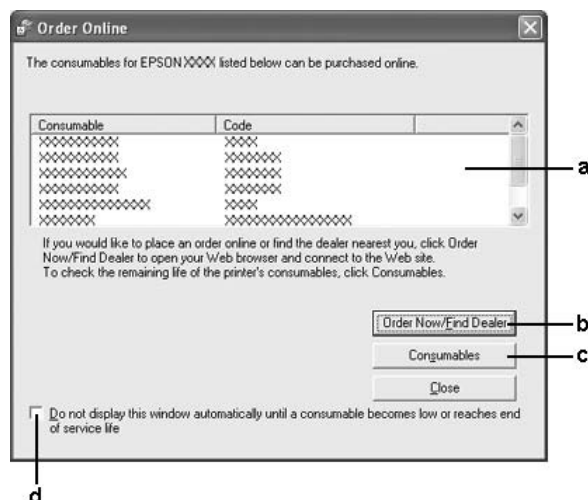 Order Online
The consumables for EPSON XXXX listed below can be purchased online.
Consumable Code
XXXXXXXXXX XXXX
XXXXXXXXXX XXXXXXX
XXXXXXXXXXX XXXXXXX
XXXXXXXXXX XXXXXXX
XXXXXXXXXXXXXX XXXX
XXXXXXX XXXXXXXXXXXXXXXX
a
If you would like to place an order online or find the dealer nearest you, click Order
Now/Find Dealer to open your Web browser and connect to the Web site.
To check the remaining life of the printer's consumables, click Consumables.
Order Now/Find Dealer b
Consumables c
Close
Do not display this window automatically until a consumable becomes low or reaches end
of service life
d